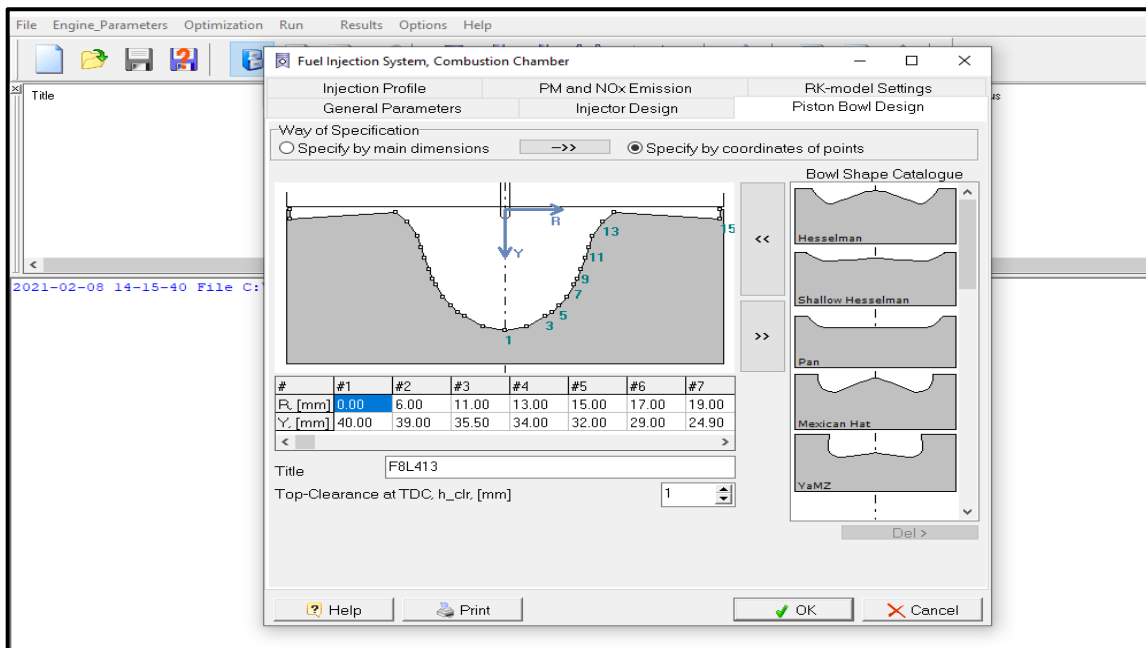 File Engine_Parameters Optimization Run Results Options Help
Fuel Injection System, Combustion Chamber
Title
Injection Profile PM and NOx Emission RK-model Settings
General Parameters Injector Design Piston Bowl Design
Way of Specification
Specify by main dimensions —>> Specify by coordinates of points
Bowl Shape Catalogue
R
Y
15
13
11
9
7
5
3
1
<<
>>
Hesselman
Shallow Hesselman
Pan
Mexican Hat
YaMZ
2021-02-08 14-15-40 File C:
# #1 #2 #3 #4 #5 #6 #7
R, [mm] 0.00 6.00 11.00 13.00 15.00 17.00 19.00
Y, [mm] 40.00 39.00 35.50 34.00 32.00 29.00 24.90
Title F8L413
Top-Clearance at TDC, h_clr, [mm] 1
Del >
Help Print OK Cancel